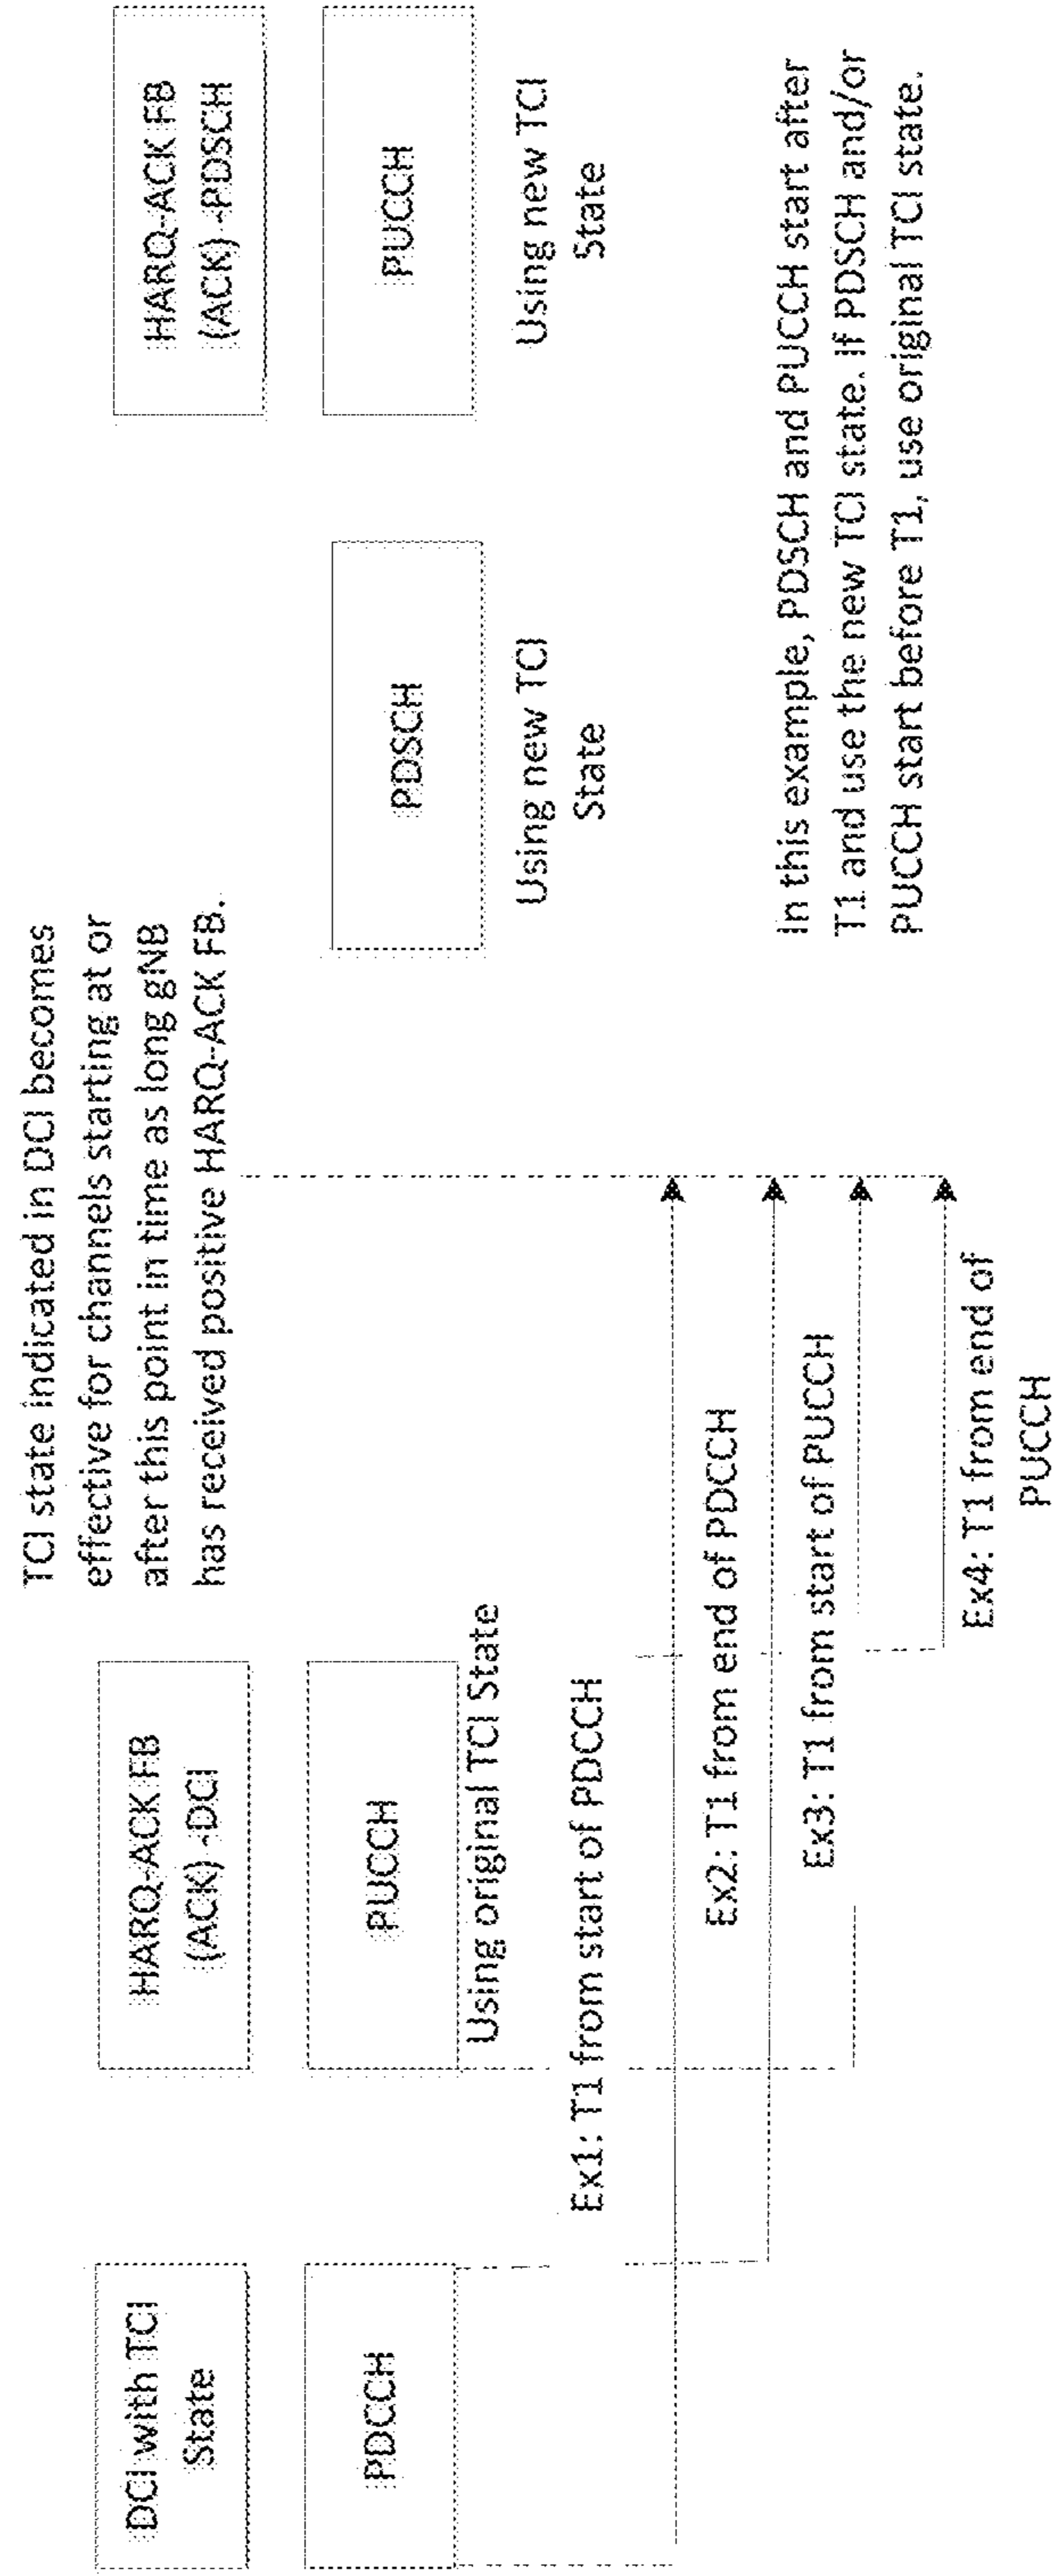 DCI with TCI
State
PDCCH
HARQ-ACK FB
(ACK) -DCI
PUCCH
Using original TCI State
TCI state indicated in DCI becomes
effective for channels starting at or
after this point in time as long gNB
has received positive HARQ-ACK FB.
PDSCH
Using new TCI
State
HARQ-ACK FB
(ACK) -PDSCH
PUCCH
Using new TCI
State
Ex1: T1 from start of PDCCH
Ex2: T1 from end of PDCCH
Ex3: T1 from start of PUCCH
Ex4: T1 from end of
PUCCH
In this example, PDSCH and PUCCH start after
T1 and use the new TCI state. If PDSCH and/or
PUCCH start before T1, use original TCI state.